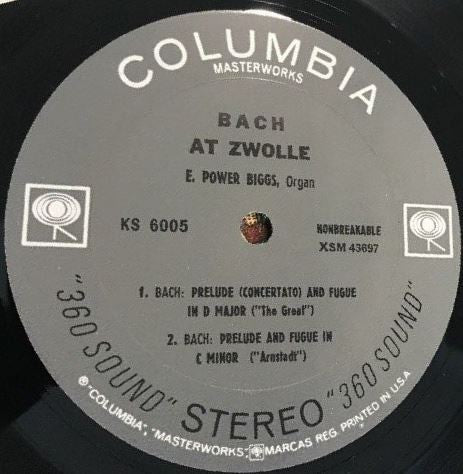 COLUMBIA
MASTERWORKS
BACH
AT ZWOLLE
E. POWER BIGGS, Organ
KS 6005
NONBREAKABLE
XSM 43697
1. BACH: PRELUDE (CONCERTATO) AND FUGUE
IN D MAJOR ("The Great")
2. BACH: PRELUDE AND FUGUE IN
C MINOR ("Arnstadt")
"360 SOUND" STEREO "360 SOUND"
® "COLUMBIA", "MASTERWORKS", MARCAS REG. PRINTED IN U.S.A.